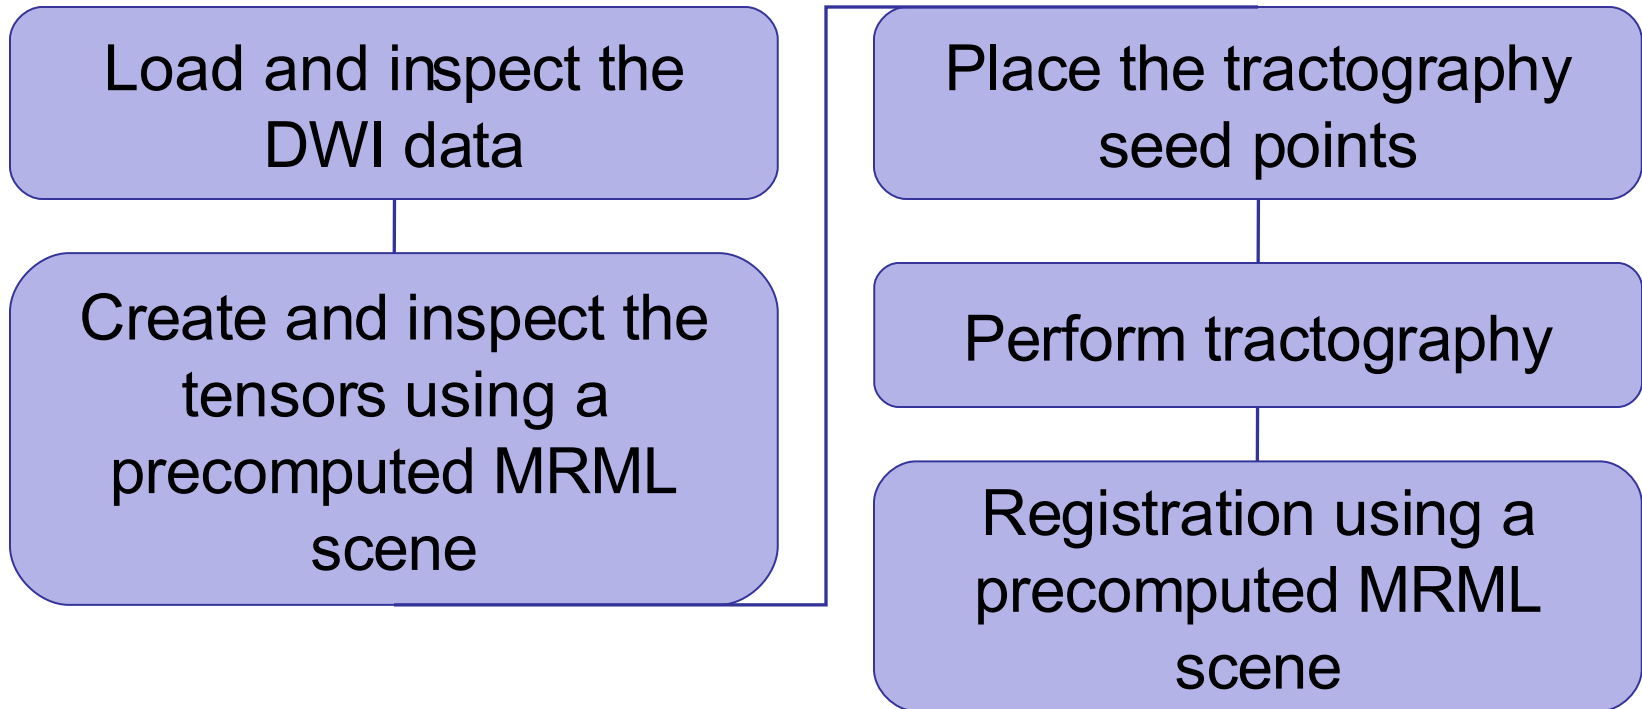 Load and inspect the
DWI data
Create and inspect the
tensors using a
precomputed MRML
scene
Place the tractography
seed points
Perform tractography
Registration using a
precomputed MRML
scene